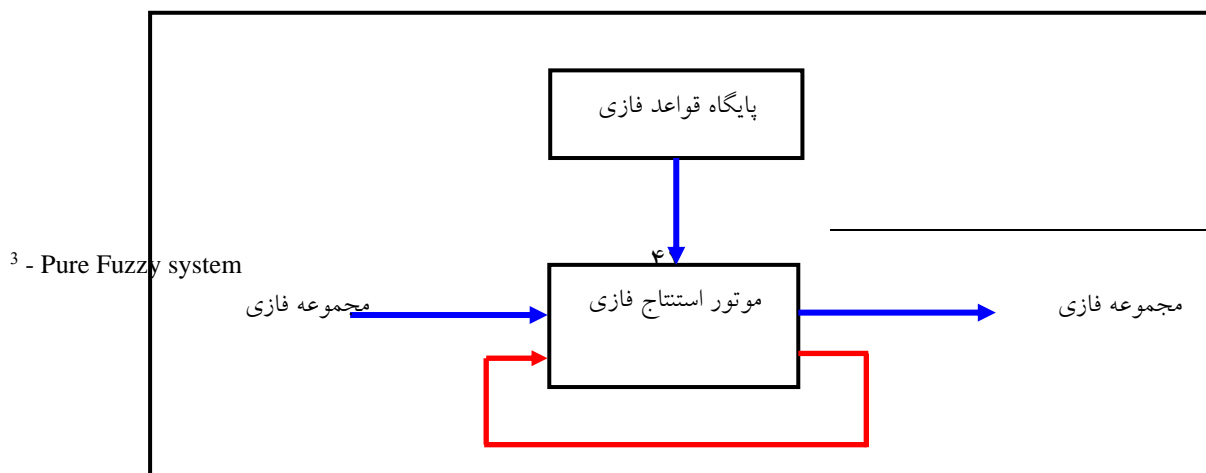 پایگاه قواعد فازی
3 - Pure Fuzzy system
۴
مجموعه فازی
موتور استنتاج فازی
مجموعه فازی